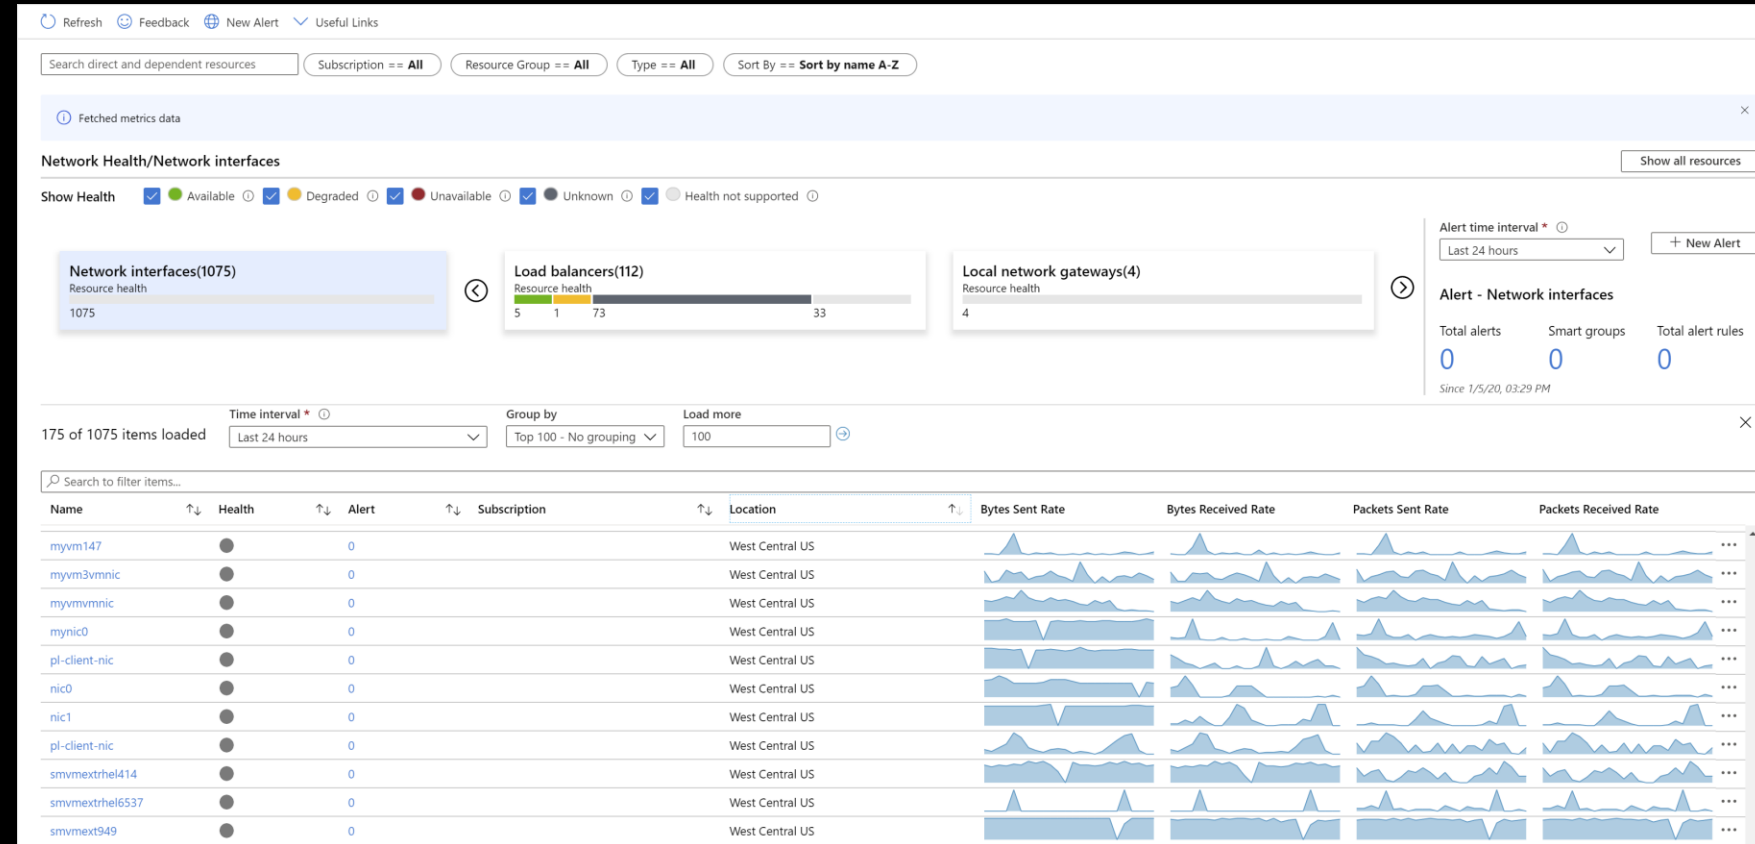 Refresh Feedback New Alert Useful Links
Search direct and dependent resources Subscription == All Resource Group == All Type == All Sort By == Sort by name A-Z
Fetched metrics data
Network Health/Network interfaces Show all resources
Show Health Available Degraded Unavailable Unknown Health not supported
Alert time interval *
Last 24 hours + New Alert
Network interfaces(1075) Load balancers(112) Local network gateways(4)
Resource health Resource health Resource health
1075 5 1 73 33 4
Alert - Network interfaces
Total alerts Smart groups Total alert rules
0 0 0
Since 1/5/20, 03:29 PM
Time interval * Group by Load more
175 of 1075 items loaded Last 24 hours Top 100 - No grouping 100
Search to filter items...
Name Health Alert Subscription Location Bytes Sent Rate Bytes Received Rate Packets Sent Rate Packets Received Rate
myvm147 0 West Central US
myvm3vmnic 0 West Central US
myvmvmnic 0 West Central US
mynic0 0 West Central US
pl-client-nic 0 West Central US
nic0 0 West Central US
nic1 0 West Central US
pl-client-nic 0 West Central US
smvmextrhel414 0 West Central US
smvmextrhel6537 0 West Central US
smvmext949 0 West Central US